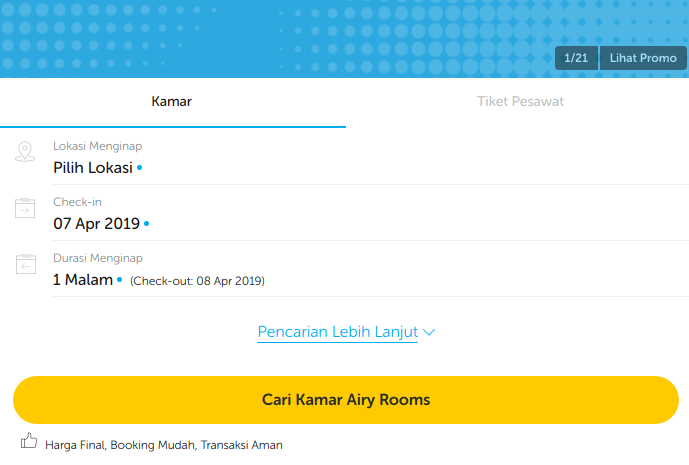 1/21 Lihat Promo
Kamar Tiket Pesawat
Lokasi Menginap
Pilih Lokasi
Check-in
07 Apr 2019
Durasi Menginap
1 Malam (Check-out: 08 Apr 2019)
Pencarian Lebih Lanjut
Cari Kamar Airy Rooms
Harga Final, Booking Mudah, Transaksi Aman